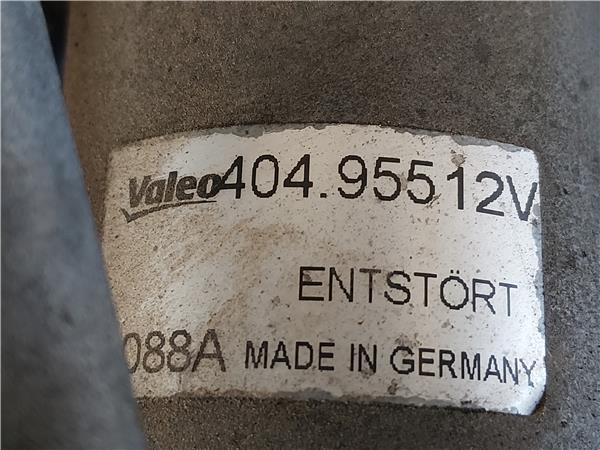 Valeo 404.955 12V
ENTSTÖRT
088A MADE IN GERMANY